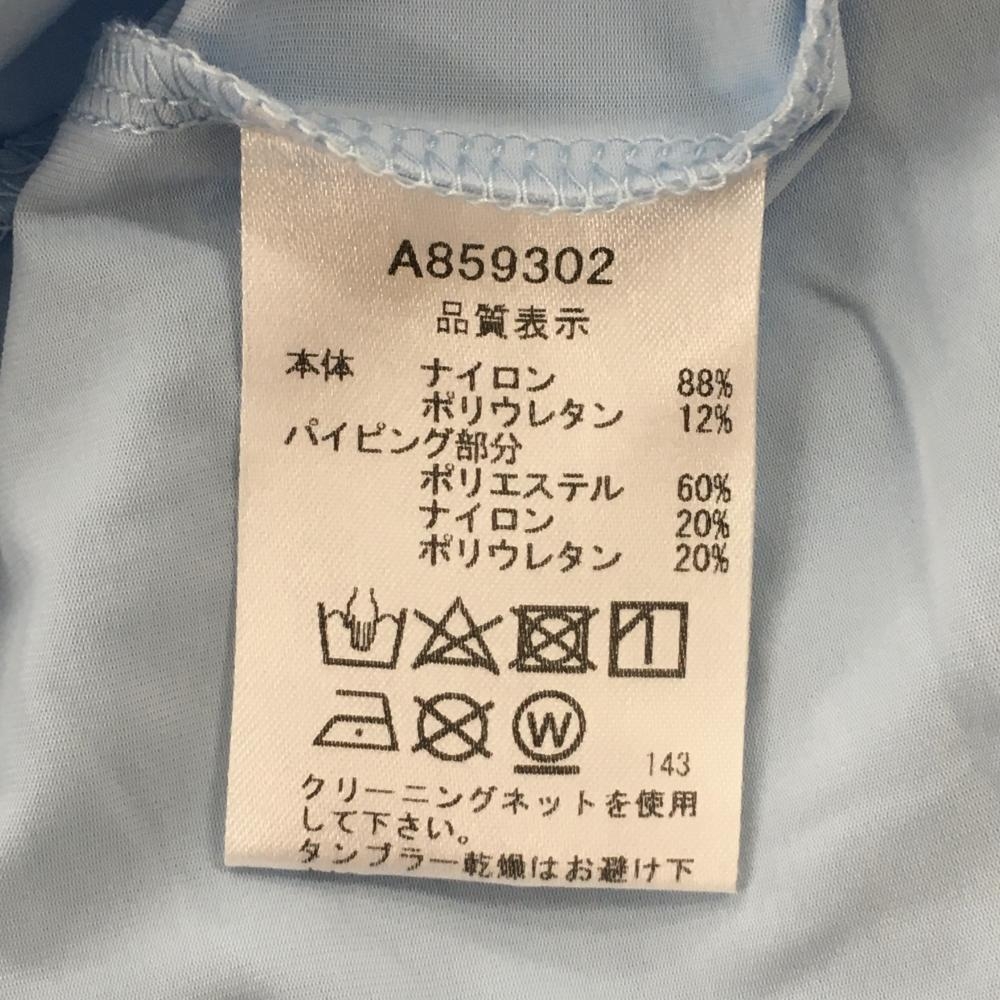 A859302
品質表示
本体 ナイロン 88%
ポリウレタン 12%
パイピング部分
ポリエステル 60%
ナイロン 20%
ポリウレタン 20%
W
143
クリーニングネットを使用
して下さい。
タンブラー乾燥はお避け下